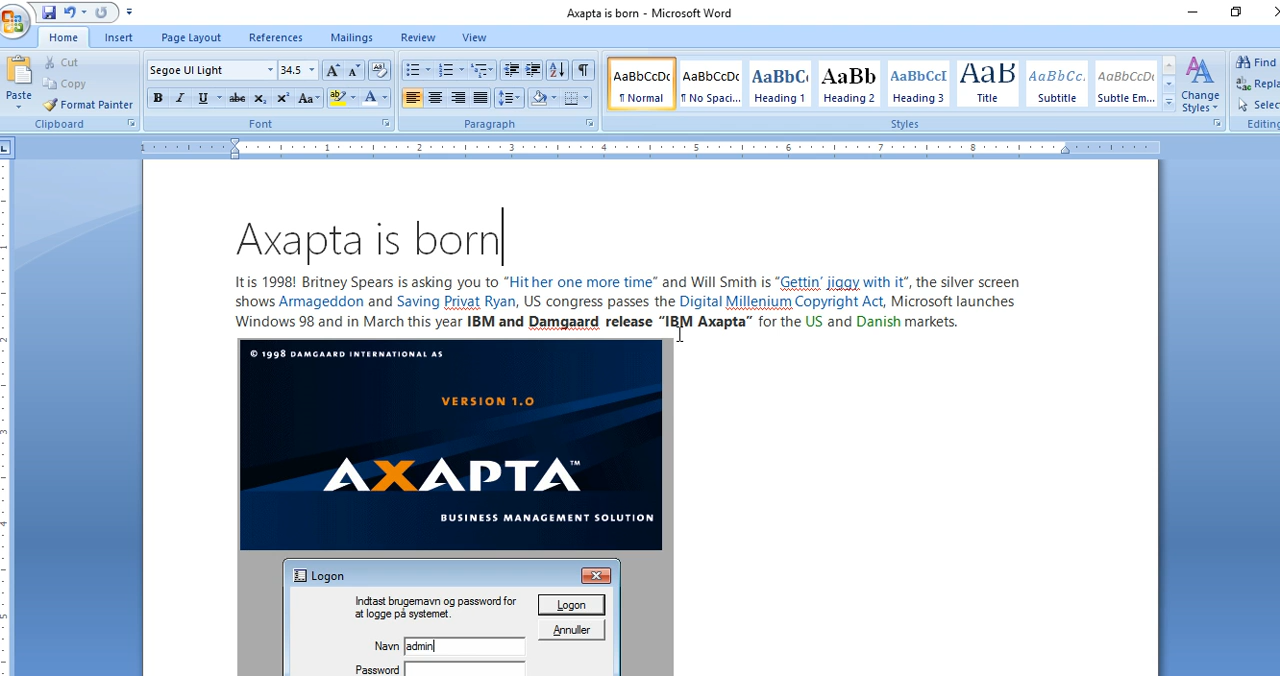 Axapta is born - Microsoft Word
Home Insert Page Layout References Mailings Review View
Paste
Cut
Copy
Format Painter
Clipboard
Segoe UI Light 34.5
Font
Paragraph
AaBbCcDc AaBbCcDc AaBbC AaBb AaBbCcI AaB AaBbCc. AaBbCcDc
¶ Normal ¶ No Spaci... Heading 1 Heading 2 Heading 3 Title Subtitle Subtle Em...
Change
Styles
Styles
Find
Repla
Selec
Editing
Axapta is born
It is 1998! Britney Spears is asking you to “Hit her one more time” and Will Smith is “Gettin’ jiggy with it”, the silver screen
shows Armageddon and Saving Privat Ryan, US congress passes the Digital Millenium Copyright Act, Microsoft launches
Windows 98 and in March this year IBM and Damgaard release “IBM Axapta” for the US and Danish markets.
© 1998 DAMGAARD INTERNATIONAL AS
VERSION 1.0
AXAPTA™
BUSINESS MANAGEMENT SOLUTION
Logon
Indtast brugernavn og password for
at logge på systemet.
Logon
Annuller
Navn admin
Password